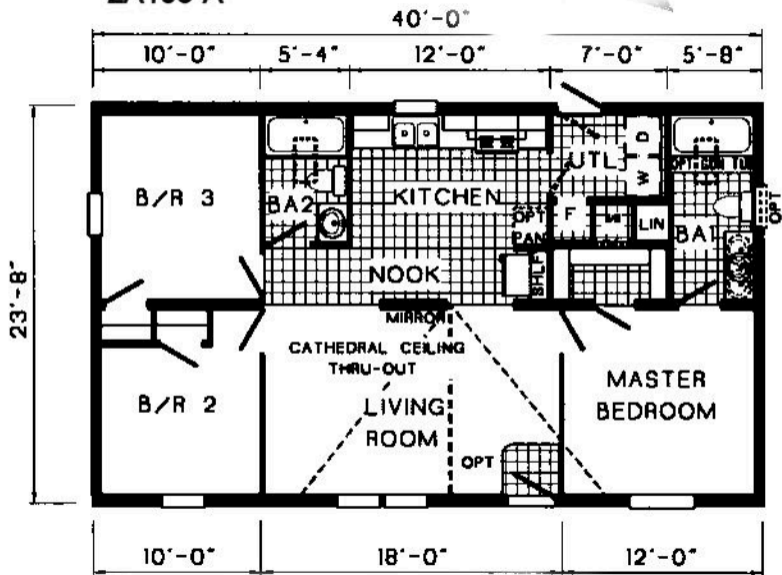 40'-0"
10'-0" 5'-4" 12'-0" 7'-0" 5'-8"
23'-8"
B/R 3
BA2
KITCHEN
UTL
D
W
OPT
OPT PAN
F
LIN
BA1
NOOK
SHLF
MIRROR
CATHEDRAL CEILING
THRU-OUT
B/R 2
LIVING
ROOM
OPT
MASTER
BEDROOM
10'-0" 18'-0" 12'-0"